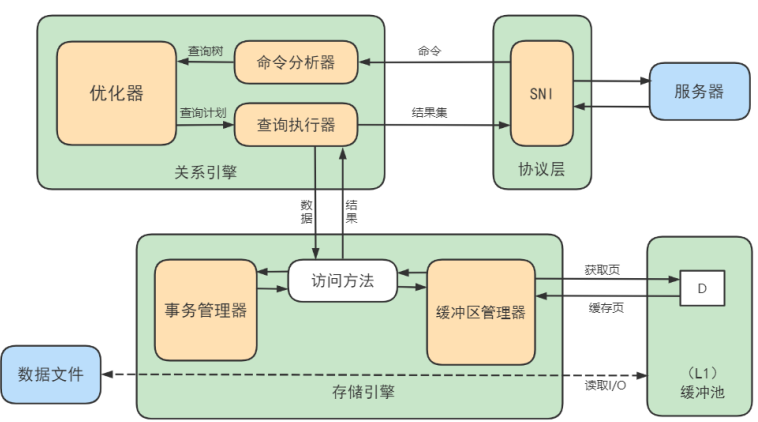 查询树
命令分析器
命令
优化器
SNI
服务器
查询计划
查询执行器
结果集
关系引擎
协议层
数据
结果
事务管理器
访问方法
缓冲区管理器
获取页
D
缓存页
数据文件
存储引擎
读取I/O
（L1）
缓冲池